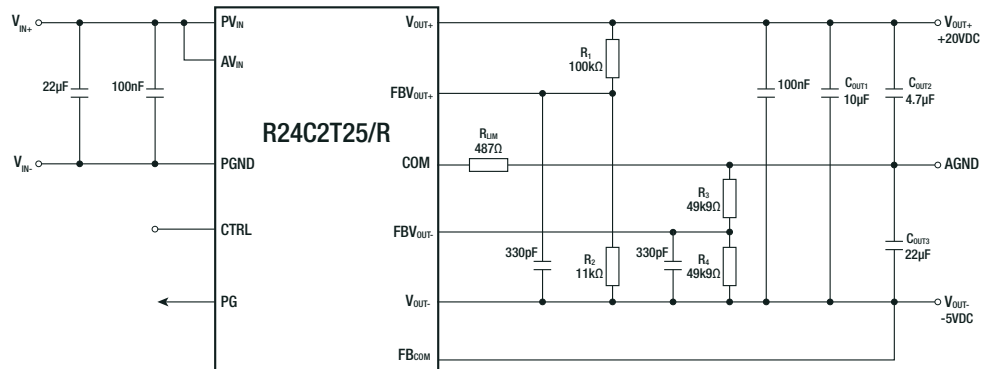 VIN+
PVIN
AVIN
22µF
100nF
VIN-
PGND
CTRL
PG
R24C2T25/R
VOUT+
FBVOUT+
COM
FBVOUT-
VOUT-
FBCOM
R1
100kΩ
RLIM
487Ω
330pF
R2
11kΩ
330pF
R3
49k9Ω
R4
49k9Ω
100nF
COUT1
10µF
COUT2
4.7µF
COUT3
22µF
VOUT+
+20VDC
AGND
VOUT-
-5VDC